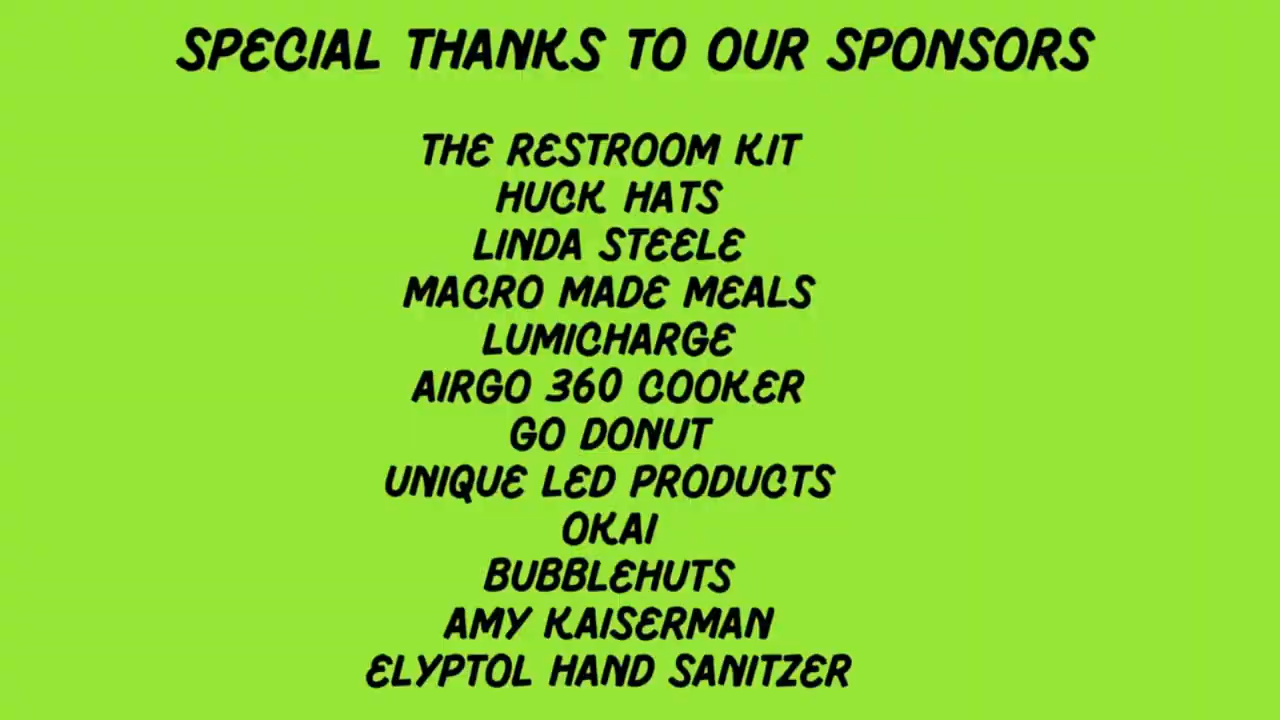 SPECIAL THANKS TO OUR SPONSORS
THE RESTROOM KIT
HUCK HATS
LINDA STEELE
MACRO MADE MEALS
LUMICHARGE
AIRGO 360 COOKER
GO DONUT
UNIQUE LED PRODUCTS
OKAI
BUBBLEHUTS
AMY KAISERMAN
ELYPTOL HAND SANITZER